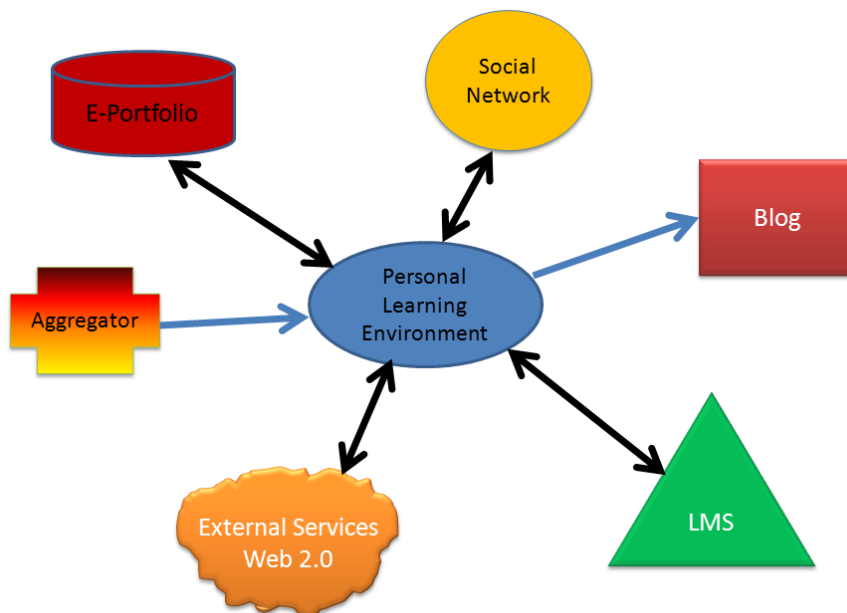 Social
Network
E-Portfolio
Blog
Personal
Learning
Environment
Aggregator
External Services
Web 2.0
LMS